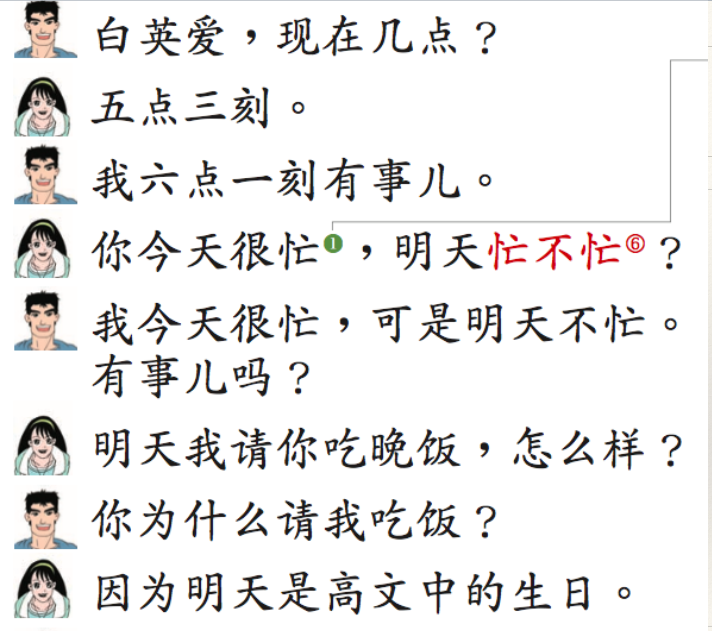 白英爱，现在几点？
五点三刻。
我六点一刻有事儿。
你今天很忙❶，明天忙不忙⑥？
我今天很忙，可是明天不忙。
有事儿吗？
明天我请你吃晚饭，怎么样？
你为什么请我吃饭？
因为明天是高文中的生日。